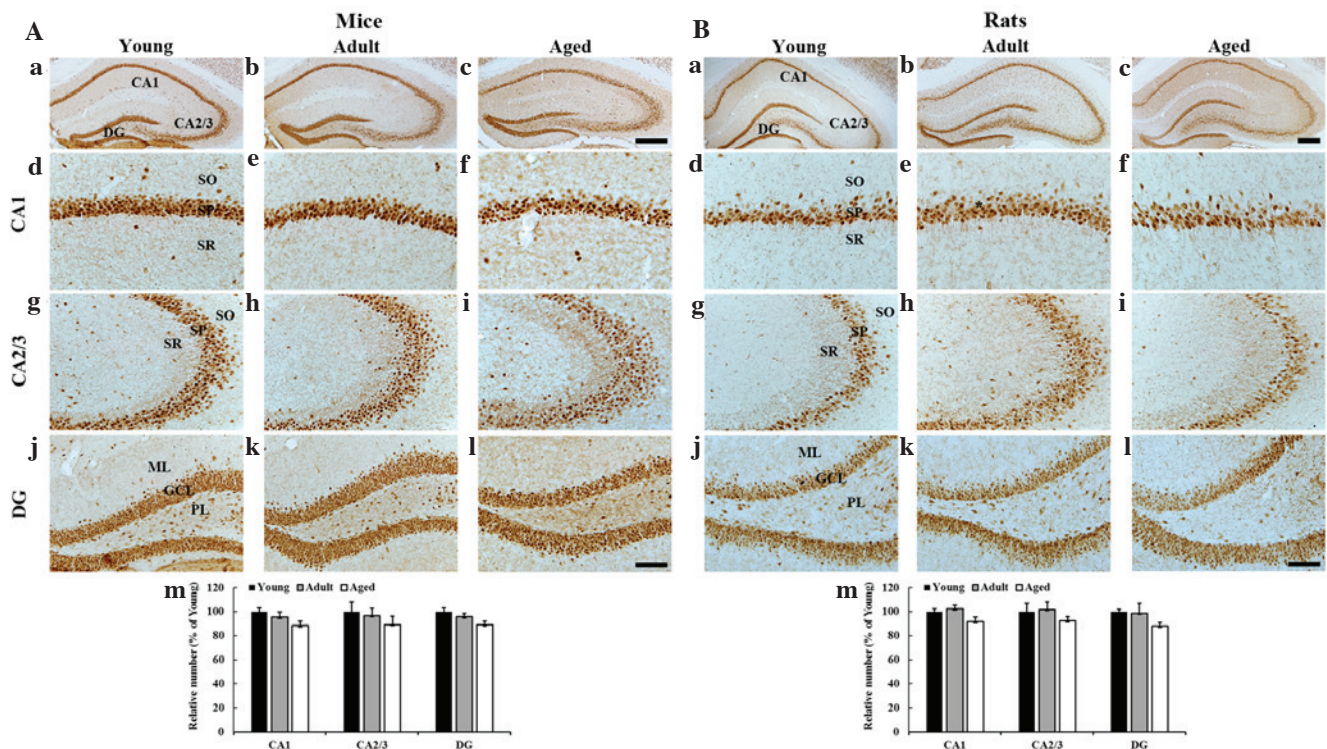 A
Mice
Young
Adult
Aged
a
CA1
CA2/3
DG
b
c
CA1
d
SO
SP
SR
e
f
CA2/3
g
SO
SP
SR
h
i
DG
j
ML
GCL
PL
k
l
m
Relative number (% of Young)
Young Adult Aged
120
100
80
60
40
20
0
CA1 CA2/3 DG
B
Rats
Young
Adult
Aged
a
CA1
CA2/3
DG
b
c
d
SO
SP
SR
e
*
f
g
SO
SP
SR
h
i
j
ML
GCL
PL
k
l
m
Relative number (% of Young)
Young Adult Aged
120
100
80
60
40
20
0
CA1 CA2/3 DG